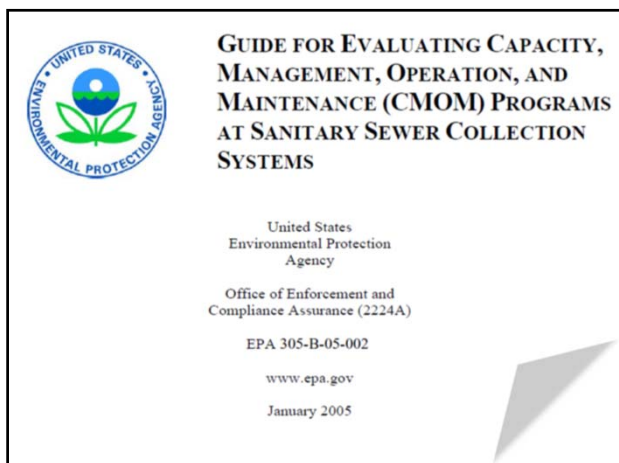 UNITED STATES
ENVIRONMENTAL PROTECTION AGENCY
GUIDE FOR EVALUATING CAPACITY,
MANAGEMENT, OPERATION, AND
MAINTENANCE (CMOM) PROGRAMS
AT SANITARY SEWER COLLECTION
SYSTEMS
United States
Environmental Protection
Agency
Office of Enforcement and
Compliance Assurance (2224A)
EPA 305-B-05-002
www.epa.gov
January 2005